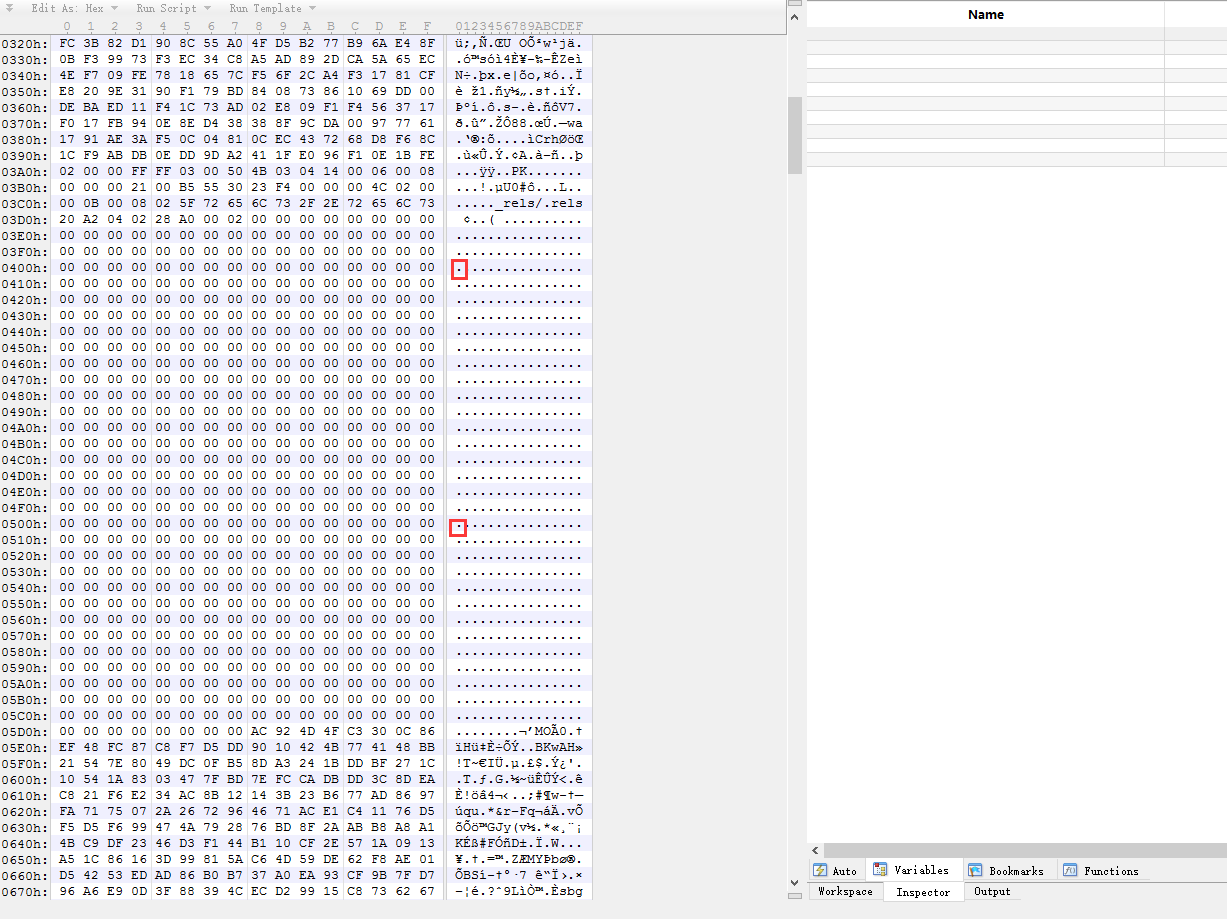 Edit As: Hex Run Script Run Template
0 1 2 3 4 5 6 7 8 9 A B C D E F 0123456789ABCDEF
0320h: FC 3B 82 D1 90 8C 55 A0 4F D5 B2 77 B9 6A E4 8F ü;‚Ñ.ŒU OÕ²w¹jä.
0330h: 0B F3 99 73 F3 EC 34 C8 A5 AD 89 2D CA 5A 65 EC .ó™sóì4È¥-‰-ÊZeì
0340h: 4E F7 09 FE 78 18 65 7C F5 6F 2C A4 F3 17 81 CF N÷.þx.e|õo,¤ó..Ï
0350h: E8 20 9E 31 90 F1 79 BD 84 08 73 86 10 69 DD 00 è ž1.ñy½„.s†.iÝ.
0360h: DE BA ED 11 F4 1C 73 AD 02 E8 09 F1 F4 56 37 17 Þºí.ô.s-.è.ñôV7.
0370h: F0 17 FB 94 0E 8E D4 38 38 8F 9C DA 00 97 77 61 ð.û”.ŽÔ88.œÚ.—wa
0380h: 17 91 AE 3A F5 0C 04 81 0C EC 43 72 68 D8 F6 8C .‘®:õ....ìCrhØöŒ
0390h: 1C F9 AB DB 0E DD 9D A2 41 1F E0 96 F1 0E 1B FE .ù«Û.Ý.¢A.à–ñ..þ
03A0h: 02 00 00 FF FF 03 00 50 4B 03 04 14 00 06 00 08 ...ÿÿ..PK.......
03B0h: 00 00 00 21 00 B5 55 30 23 F4 00 00 00 4C 02 00 ...!.µU0#ô...L..
03C0h: 00 0B 00 08 02 5F 72 65 6C 73 2F 2E 72 65 6C 73 ....._rels/.rels
03D0h: 20 A2 04 02 28 A0 00 02 00 00 00 00 00 00 00 00 ¢..( ..........
03E0h: 00 00 00 00 00 00 00 00 00 00 00 00 00 00 00 00 ................
03F0h: 00 00 00 00 00 00 00 00 00 00 00 00 00 00 00 00 ................
0400h: 00 00 00 00 00 00 00 00 00 00 00 00 00 00 00 00 ................
0410h: 00 00 00 00 00 00 00 00 00 00 00 00 00 00 00 00 ................
0420h: 00 00 00 00 00 00 00 00 00 00 00 00 00 00 00 00 ................
0430h: 00 00 00 00 00 00 00 00 00 00 00 00 00 00 00 00 ................
0440h: 00 00 00 00 00 00 00 00 00 00 00 00 00 00 00 00 ................
0450h: 00 00 00 00 00 00 00 00 00 00 00 00 00 00 00 00 ................
0460h: 00 00 00 00 00 00 00 00 00 00 00 00 00 00 00 00 ................
0470h: 00 00 00 00 00 00 00 00 00 00 00 00 00 00 00 00 ................
0480h: 00 00 00 00 00 00 00 00 00 00 00 00 00 00 00 00 ................
0490h: 00 00 00 00 00 00 00 00 00 00 00 00 00 00 00 00 ................
04A0h: 00 00 00 00 00 00 00 00 00 00 00 00 00 00 00 00 ................
04B0h: 00 00 00 00 00 00 00 00 00 00 00 00 00 00 00 00 ................
04C0h: 00 00 00 00 00 00 00 00 00 00 00 00 00 00 00 00 ................
04D0h: 00 00 00 00 00 00 00 00 00 00 00 00 00 00 00 00 ................
04E0h: 00 00 00 00 00 00 00 00 00 00 00 00 00 00 00 00 ................
04F0h: 00 00 00 00 00 00 00 00 00 00 00 00 00 00 00 00 ................
0500h: 00 00 00 00 00 00 00 00 00 00 00 00 00 00 00 00 ................
0510h: 00 00 00 00 00 00 00 00 00 00 00 00 00 00 00 00 ................
0520h: 00 00 00 00 00 00 00 00 00 00 00 00 00 00 00 00 ................
0530h: 00 00 00 00 00 00 00 00 00 00 00 00 00 00 00 00 ................
0540h: 00 00 00 00 00 00 00 00 00 00 00 00 00 00 00 00 ................
0550h: 00 00 00 00 00 00 00 00 00 00 00 00 00 00 00 00 ................
0560h: 00 00 00 00 00 00 00 00 00 00 00 00 00 00 00 00 ................
0570h: 00 00 00 00 00 00 00 00 00 00 00 00 00 00 00 00 ................
0580h: 00 00 00 00 00 00 00 00 00 00 00 00 00 00 00 00 ................
0590h: 00 00 00 00 00 00 00 00 00 00 00 00 00 00 00 00 ................
05A0h: 00 00 00 00 00 00 00 00 00 00 00 00 00 00 00 00 ................
05B0h: 00 00 00 00 00 00 00 00 00 00 00 00 00 00 00 00 ................
05C0h: 00 00 00 00 00 00 00 00 00 00 00 00 00 00 00 00 ................
05D0h: 00 00 00 00 00 00 00 00 AC 92 4D 4F C3 30 0C 86 ........¬’MOÃ0.†
05E0h: EF 48 FC 87 C8 F7 D5 DD 90 10 42 4B 77 41 48 BB ïHü‡È÷ÕÝ..BKwAH»
05F0h: 21 54 7E 80 49 DC 0F B5 8D A3 24 1B DD BF 27 1C !T~€IÜ.µ.£$.Ý¿'.
0600h: 10 54 1A 83 03 47 7F BD 7E FC CA DB DD 3C 8D EA .T.ƒ.G.½~üÊÛÝ<.ê
0610h: C8 21 F6 E2 34 AC 8B 12 14 3B 23 B6 77 AD 86 97 È!öâ4¬‹..;#¶w-†—
0620h: FA 71 75 07 2A 26 72 96 46 71 AC E1 C4 11 76 D5 úqu.*&r–Fq¬áÄ.vÕ
0630h: F5 D5 F6 99 47 4A 79 28 76 BD 8F 2A AB B8 A8 A1 õÕö™GJy(v½.*«¸¨¡
0640h: 4B C9 DF 23 46 D3 F1 44 B1 10 CF 2E 57 1A 09 13 KÉß#FÓñD±.Ï.W...
0650h: A5 1C 86 16 3D 99 81 5A C6 4D 59 DE 62 F8 AE 01 ¥.†.=™.ZÆMYÞbø®.
0660h: D5 42 53 ED AD 86 B0 B7 37 A0 EA 93 CF 9B 7F D7 ÕBSí-†°·7 ê“Ï›.×
0670h: 96 A6 E9 0D 3F 88 39 4C EC D2 99 15 C8 73 62 67 –¦é.?ˆ9LìÒ™.Èsbg
Name
Auto Variables Bookmarks Functions
Workspace Inspector Output